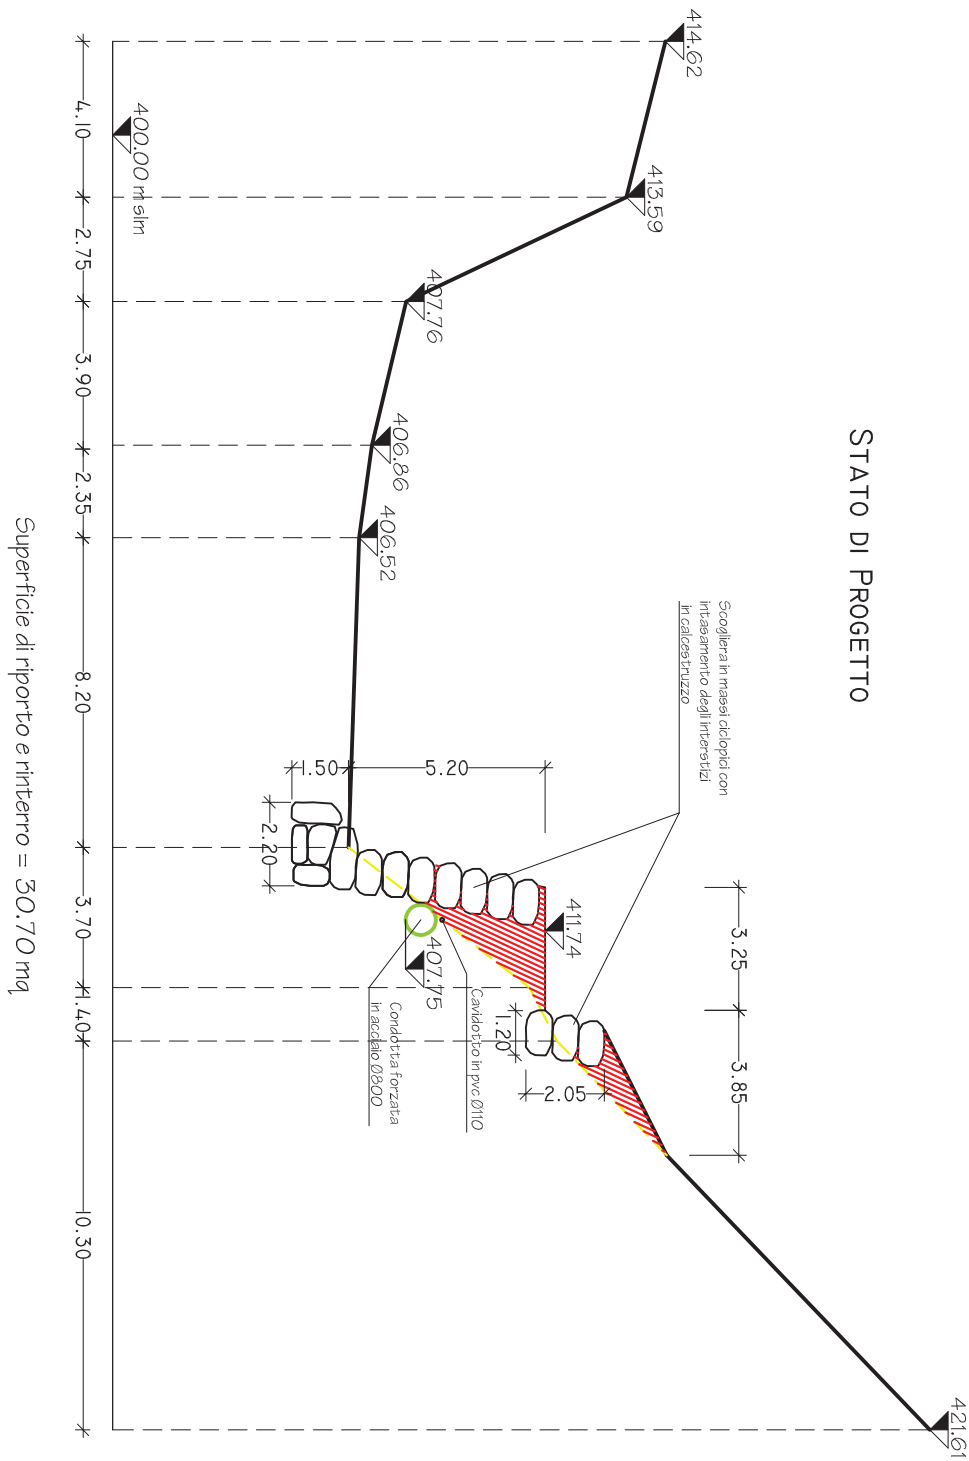 STATO DI PROGETTO
414.62
413.59
407.76
406.86
406.52
400.00 m slm
Scogliera in massi ciclopici con
intasamento degli interstizi
in calcestruzzo
1.50
5.20
2.20
411.74
407.75
3.25
3.85
1.20
2.05
Cavidotto in pvc Ø110
Condotta forzata
in acciaio Ø800
421.61
4.10
2.75
3.90
2.35
8.20
3.70
1.40
10.30
Superficie di riporto e rinterro = 30.70 mq